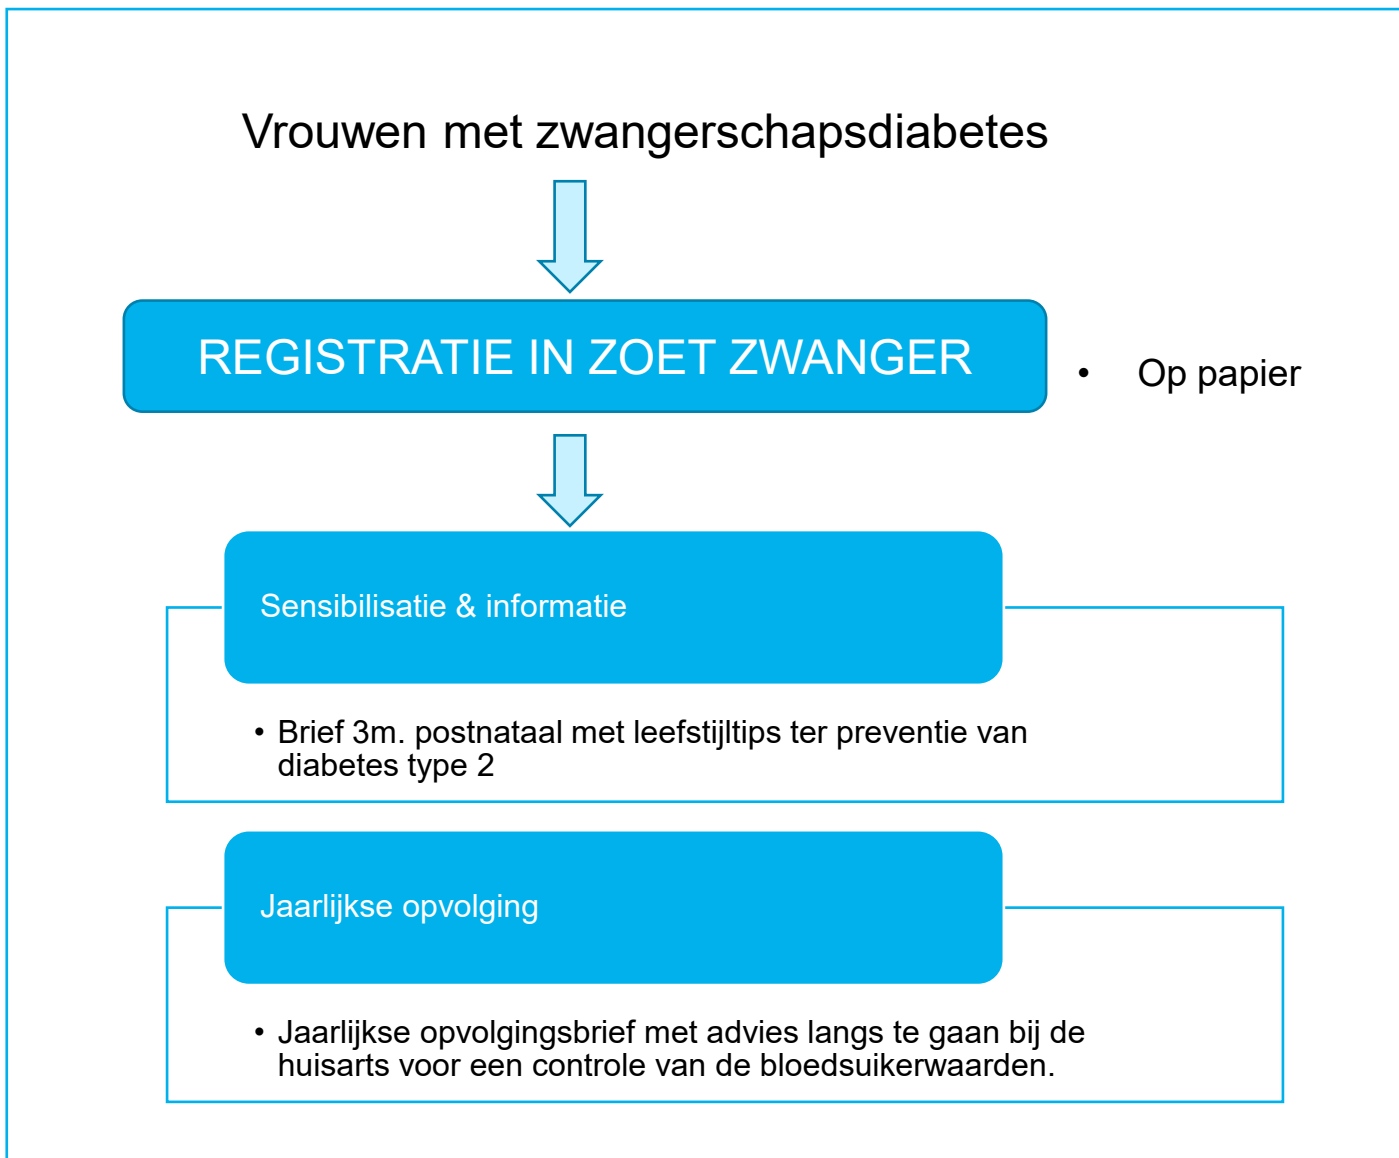 Vrouwen met zwangerschapsdiabetes
REGISTRATIE IN ZOET ZWANGER
• Op papier
Sensibilisatie & informatie
• Brief 3m. postnataal met leefstijltips ter preventie van
diabetes type 2
Jaarlijkse opvolging
• Jaarlijkse opvolgingsbrief met advies langs te gaan bij de
huisarts voor een controle van de bloedsuikerwaarden.